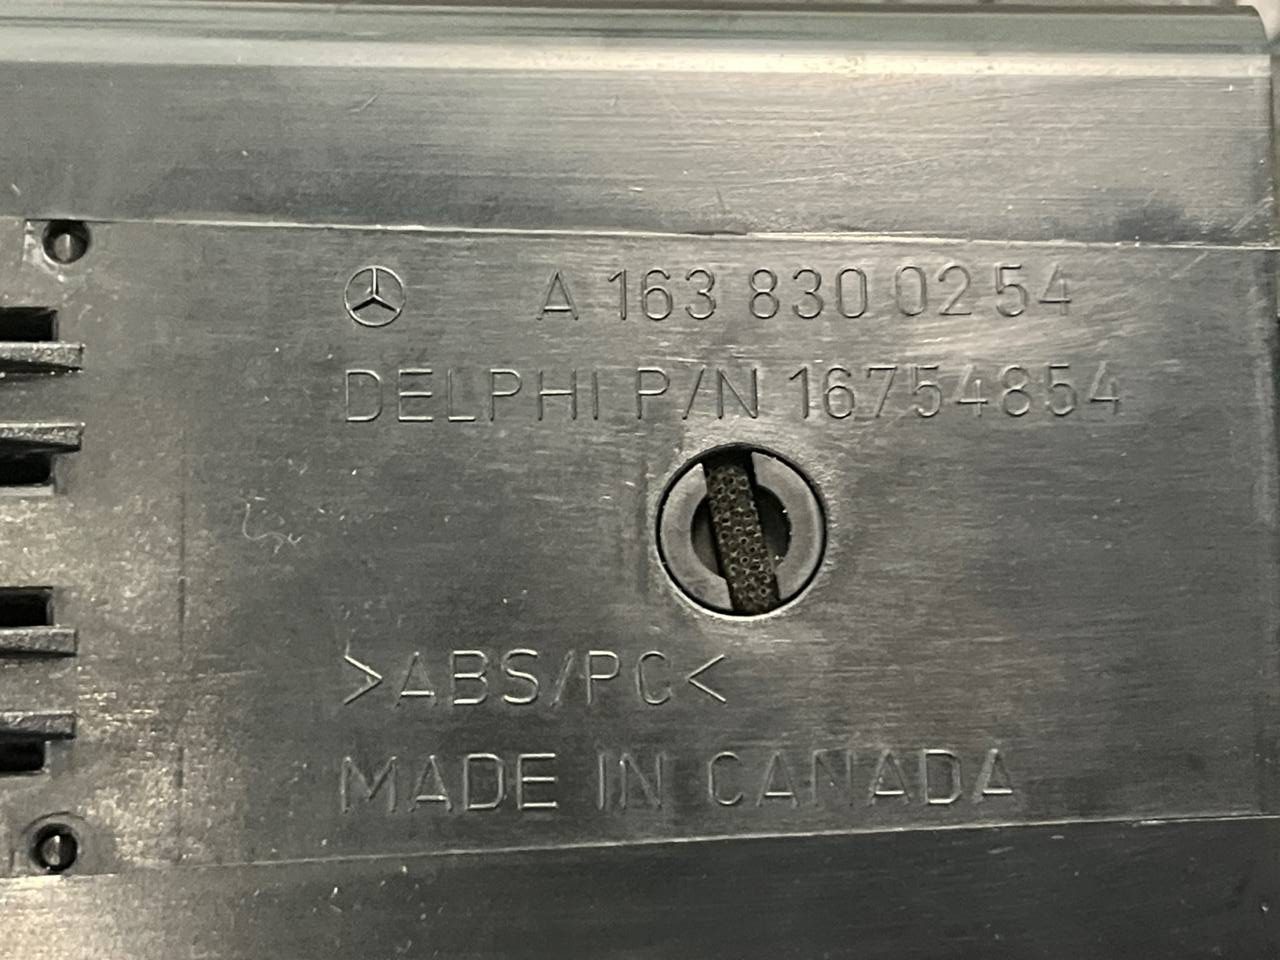 A 163 830 02 54
DELPHI P/N 16754854
>ABS/PC<
MADE IN CANADA